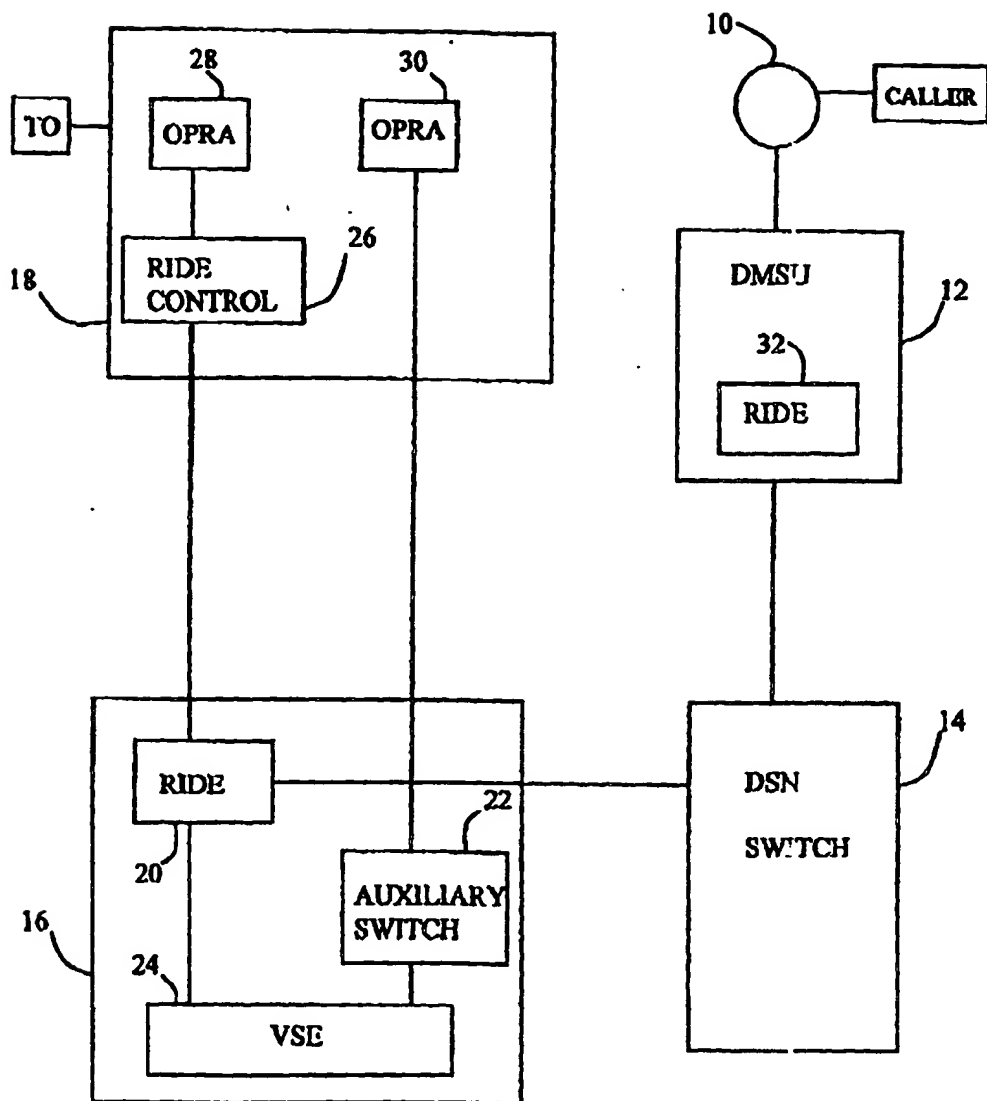 28
30
10
TO
OPRA
OPRA
CALLER
26
RIDE
CONTROL
18
DMSU
12
32
RIDE
RIDE
20
22
AUXILIARY
SWITCH
14
DSN
SWITCH
16
24
VSE